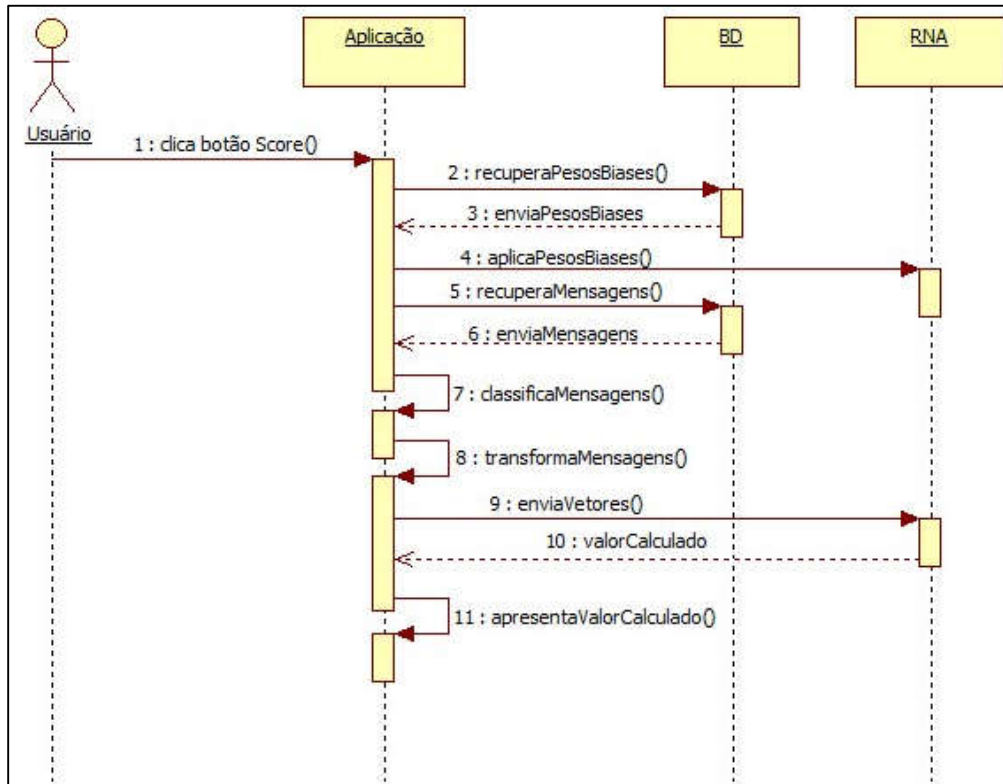 Aplicação
BD
RNA
Usuário
1 : clica botão Score()
2 : recuperaPesosBiases()
3 : enviaPesosBiases
4 : aplicaPesosBiases()
5 : recuperaMensagens()
6 : enviaMensagens
7 : classificaMensagens()
8 : transformaMensagens()
9 : enviaVetores()
10 : valorCalculado
11 : apresentaValorCalculado()